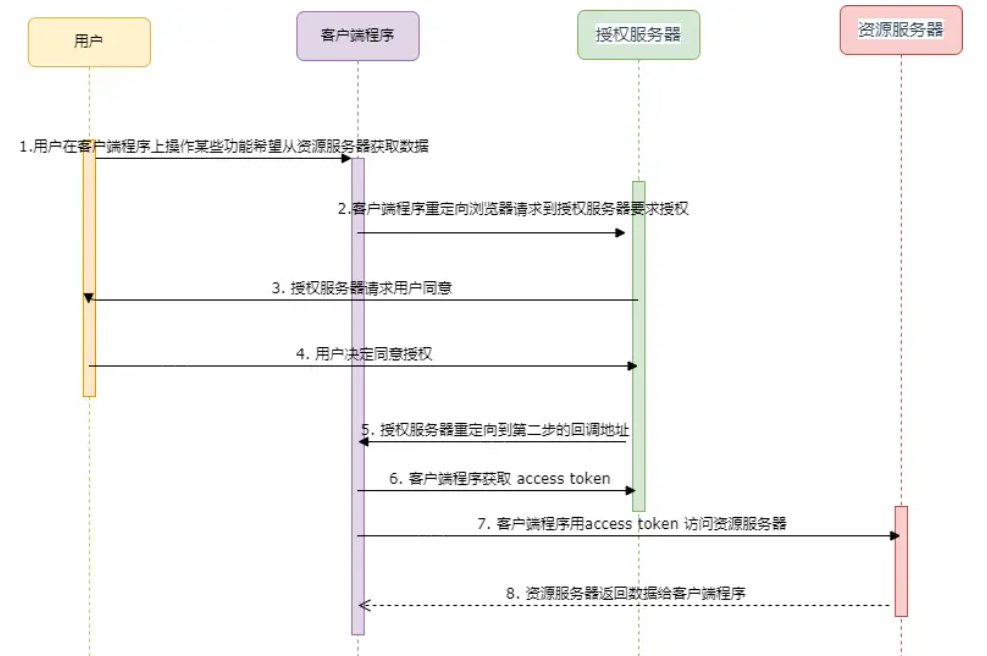 用户
客户端程序
授权服务器
资源服务器
1.用户在客户端程序上操作某些功能希望从资源服务器获取数据
2.客户端程序重定向浏览器请求到授权服务器要求授权
3. 授权服务器请求用户同意
4. 用户决定同意授权
5. 授权服务器重定向到第二步的回调地址
6. 客户端程序获取 access token
7. 客户端程序用access token 访问资源服务器
8. 资源服务器返回数据给客户端程序